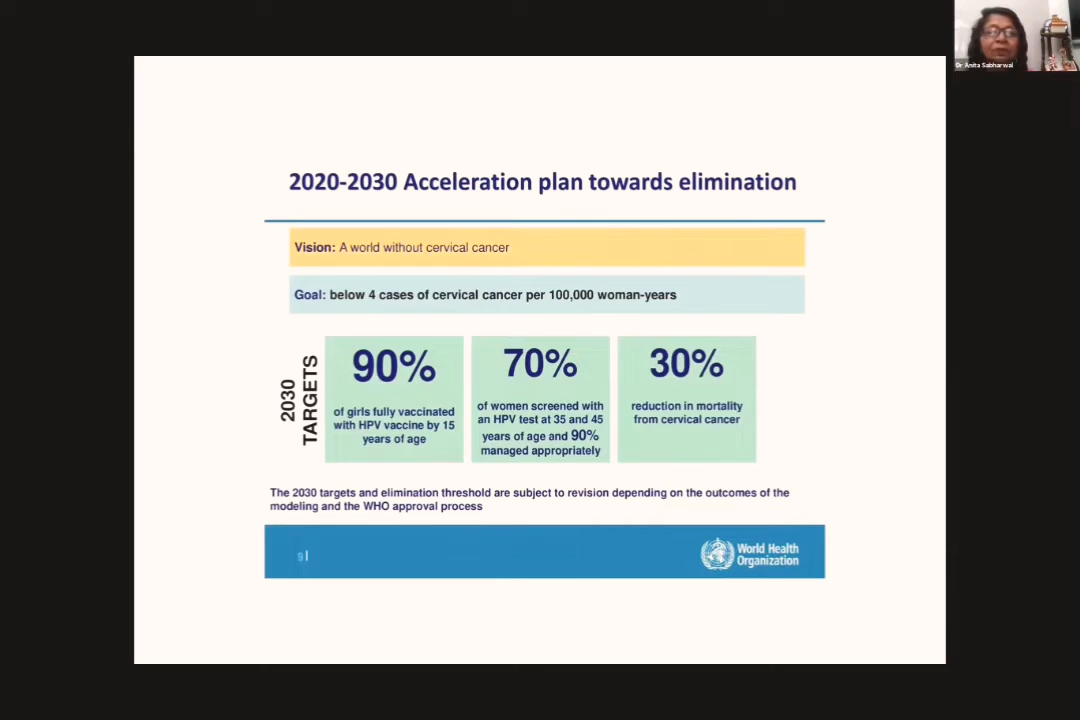 Dr Anita Sabharwal
2020-2030 Acceleration plan towards elimination
Vision: A world without cervical cancer
Goal: below 4 cases of cervical cancer per 100,000 woman-years
2030
TARGETS
90%
of girls fully vaccinated
with HPV vaccine by 15
years of age
70%
of women screened with
an HPV test at 35 and 45
years of age and 90%
managed appropriately
30%
reduction in mortality
from cervical cancer
The 2030 targets and elimination threshold are subject to revision depending on the outcomes of the
modeling and the WHO approval process
9|
World Health
Organization